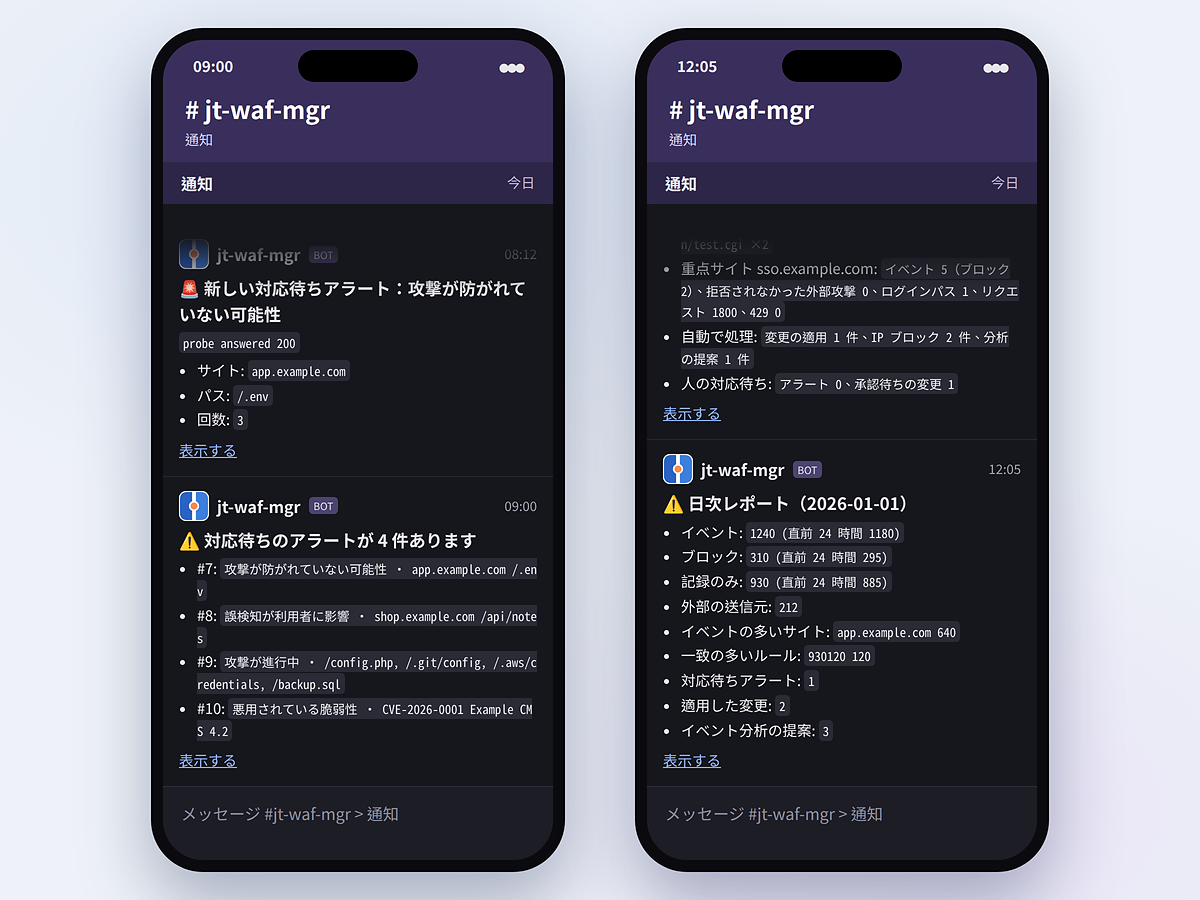 09:00
# jt-waf-mgr
通知
通知 今日
jt-waf-mgr BOT 08:12
🚨 新しい対応待ちアラート：攻撃が防がれて
いない可能性
probe answered 200
• サイト: app.example.com
• パス: /.env
• 回数: 3
表示する
jt-waf-mgr BOT 09:00
⚠️ 対応待ちのアラートが 4 件あります
• #7: 攻撃が防がれていない可能性 ・ app.example.com /.en
v
• #8: 誤検知が利用者に影響 ・ shop.example.com /api/note
s
• #9: 攻撃が進行中 ・ /config.php, /.git/config, /.aws/c
redentials, /backup.sql
• #10: 悪用されている脆弱性 ・ CVE-2026-0001 Example CM
S 4.2
表示する
メッセージ #jt-waf-mgr > 通知
12:05
# jt-waf-mgr
通知
通知 今日
n/test.cgi ×2
• 重点サイト sso.example.com: イベント 5（ブロック
2）、拒否されなかった外部攻撃 0、ログインパス 1、リクエ
スト 1800、429 0
• 自動で処理: 変更の適用 1 件、IP ブロック 2 件、分析
の提案 1 件
• 人の対応待ち: アラート 0、承認待ちの変更 1
表示する
jt-waf-mgr BOT 12:05
⚠️ 日次レポート（2026-01-01）
• イベント: 1240 (直前 24 時間 1180)
• ブロック: 310 (直前 24 時間 295)
• 記録のみ: 930 (直前 24 時間 885)
• 外部の送信元: 212
• イベントの多いサイト: app.example.com 640
• 一致の多いルール: 930120 120
• 対応待ちアラート: 1
• 適用した変更: 2
• イベント分析の提案: 3
表示する
メッセージ #jt-waf-mgr > 通知